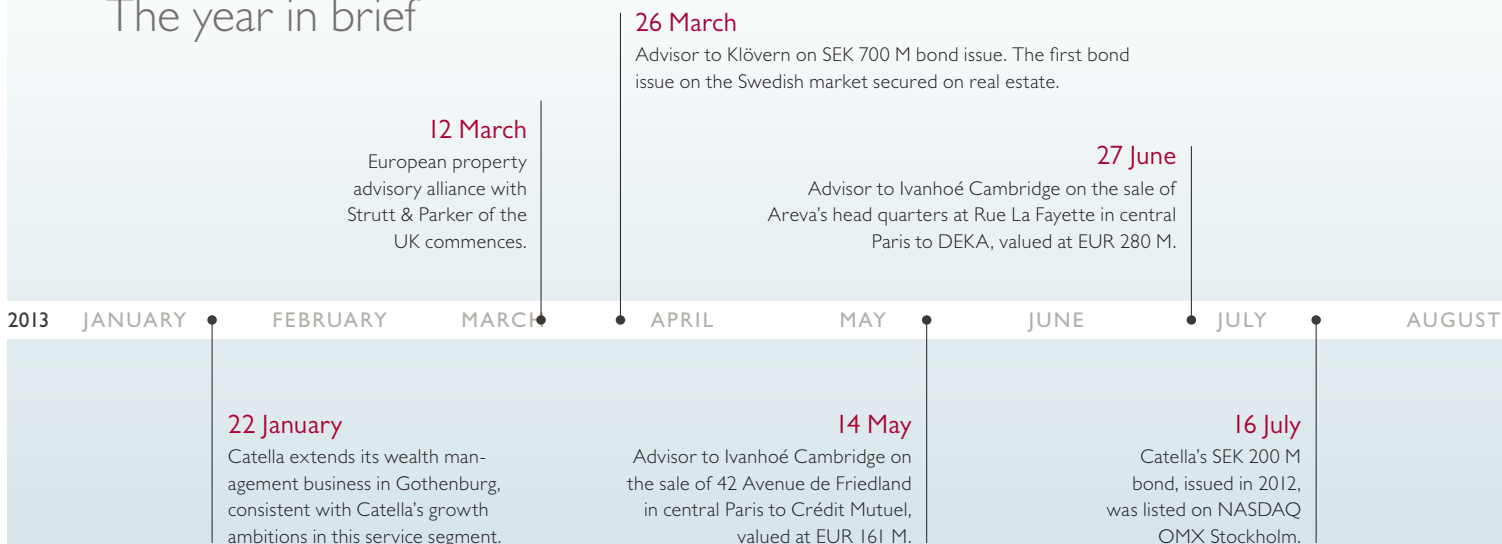 The year in brief
26 March
Advisor to Klövern on SEK 700 M bond issue. The first bond
issue on the Swedish market secured on real estate.
12 March
European property
advisory alliance with
Strutt & Parker of the
UK commences.
27 June
Advisor to Ivanhoé Cambridge on the sale of
Areva's head quarters at Rue La Fayette in central
Paris to DEKA, valued at EUR 280 M.
2013 JANUARY FEBRUARY MARCH APRIL MAY JUNE JULY AUGUST
22 January
Catella extends its wealth man-
agement business in Gothenburg,
consistent with Catella's growth
ambitions in this service segment.
14 May
Advisor to Ivanhoé Cambridge on
the sale of 42 Avenue de Friedland
in central Paris to Crédit Mutuel,
valued at EUR 161 M.
16 July
Catella's SEK 200 M
bond, issued in 2012,
was listed on NASDAQ
OMX Stockholm.